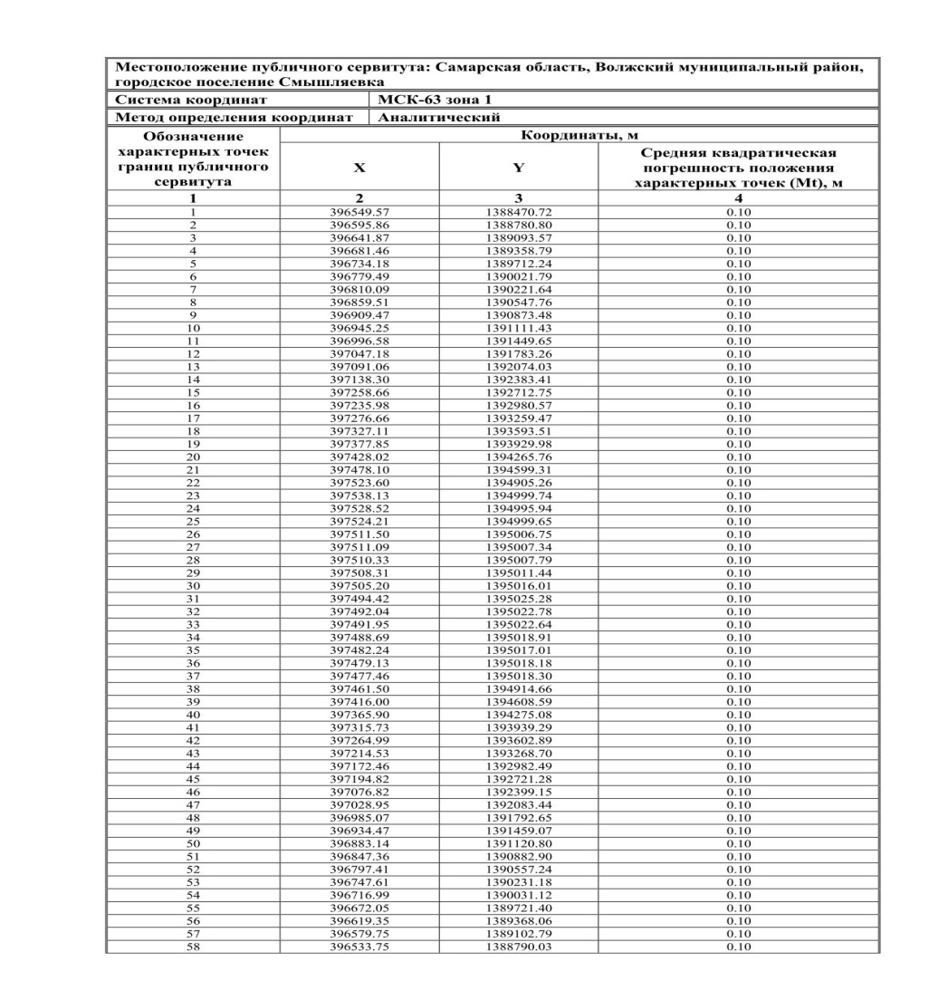 Местоположение публичного сервитута: Самарская область, Волжский муниципальный район,
городское поселение Смышляевка
Система координат МСК-63 зона 1
Метод определения координат Аналитический
Обозначение
характерных точек
границ публичного
сервитута
Координаты, м
X
Y
Средняя квадратическая
погрешность положения
характерных точек (Mt), м
1 2 3 4
1 396549.57 1388470.72 0.10
2 396595.86 1388780.80 0.10
3 396641.87 1389093.57 0.10
4 396681.46 1389358.79 0.10
5 396734.18 1389712.24 0.10
6 396779.49 1390021.79 0.10
7 396810.09 1390221.64 0.10
8 396859.51 1390547.76 0.10
9 396909.47 1390873.48 0.10
10 396945.25 1391111.43 0.10
11 396996.58 1391449.65 0.10
12 397047.18 1391783.26 0.10
13 397091.06 1392074.03 0.10
14 397138.30 1392383.41 0.10
15 397258.66 1392712.75 0.10
16 397235.98 1392980.57 0.10
17 397276.66 1393259.47 0.10
18 397327.11 1393593.51 0.10
19 397377.85 1393929.98 0.10
20 397428.02 1394265.76 0.10
21 397478.10 1394599.31 0.10
22 397523.60 1394905.26 0.10
23 397538.13 1394999.74 0.10
24 397528.52 1394995.94 0.10
25 397524.21 1394999.65 0.10
26 397511.50 1395006.75 0.10
27 397511.09 1395007.34 0.10
28 397510.33 1395007.79 0.10
29 397508.31 1395011.44 0.10
30 397505.20 1395016.01 0.10
31 397494.42 1395025.28 0.10
32 397492.04 1395022.78 0.10
33 397491.95 1395022.64 0.10
34 397488.69 1395018.91 0.10
35 397482.24 1395017.01 0.10
36 397479.13 1395018.18 0.10
37 397477.46 1395018.30 0.10
38 397461.50 1394914.66 0.10
39 397416.00 1394608.59 0.10
40 397365.90 1394275.08 0.10
41 397315.73 1393939.29 0.10
42 397264.99 1393602.89 0.10
43 397214.53 1393268.70 0.10
44 397172.46 1392982.49 0.10
45 397194.82 1392721.28 0.10
46 397076.82 1392399.15 0.10
47 397028.95 1392083.44 0.10
48 396985.07 1391792.65 0.10
49 396934.47 1391459.07 0.10
50 396883.14 1391120.80 0.10
51 396847.36 1390882.90 0.10
52 396797.41 1390557.24 0.10
53 396747.61 1390231.18 0.10
54 396716.99 1390031.12 0.10
55 396672.05 1389721.40 0.10
56 396619.35 1389368.06 0.10
57 396579.75 1389102.79 0.10
58 396533.75 1388790.03 0.10